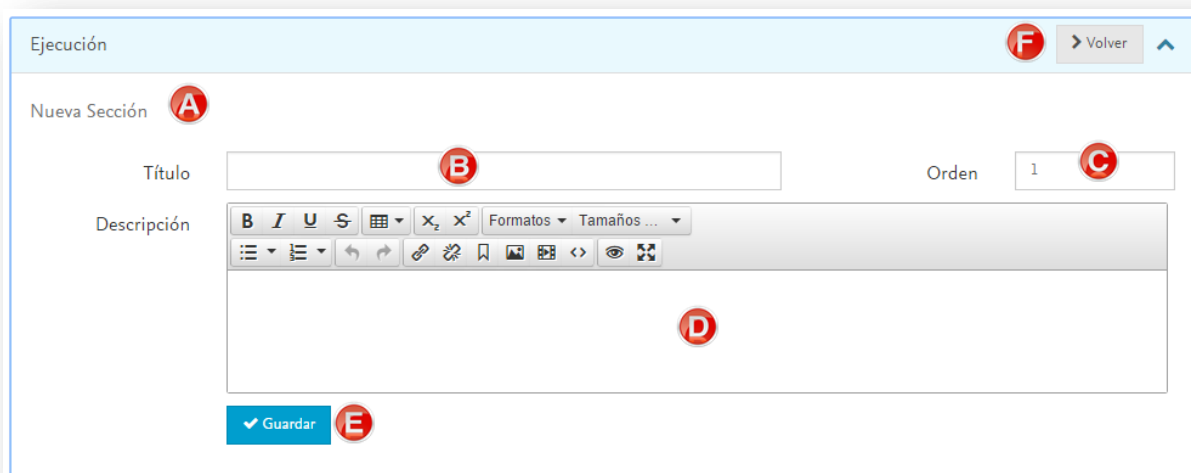 Ejecución F Volver
Nueva Sección A
Título B Orden 1 C
Descripción B I U S X₂ X² Formatos Tamaños ...
D
Guardar E